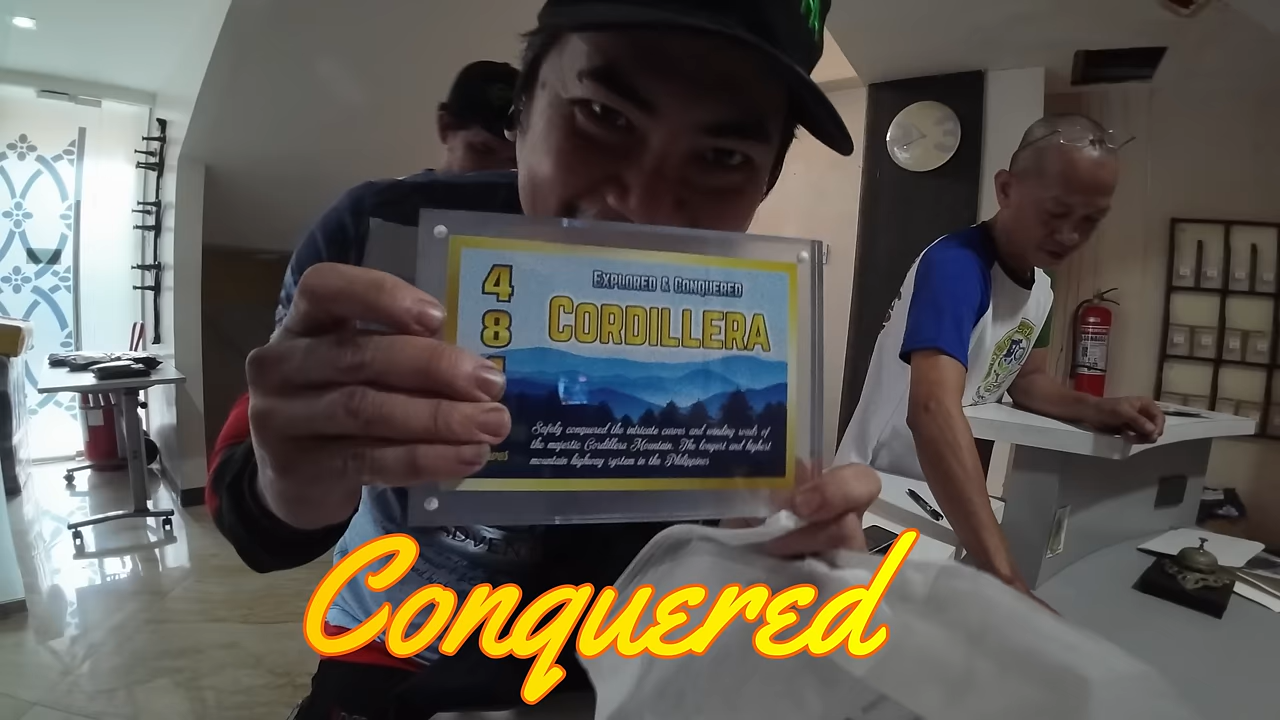 EXPLORED & CONQUERED
CORDILLERA
4
8
Safely conquered the intricate curves and winding roads of
the majestic Cordillera Mountain. The longest and highest
mountain highway system in the Philippines
Conquered